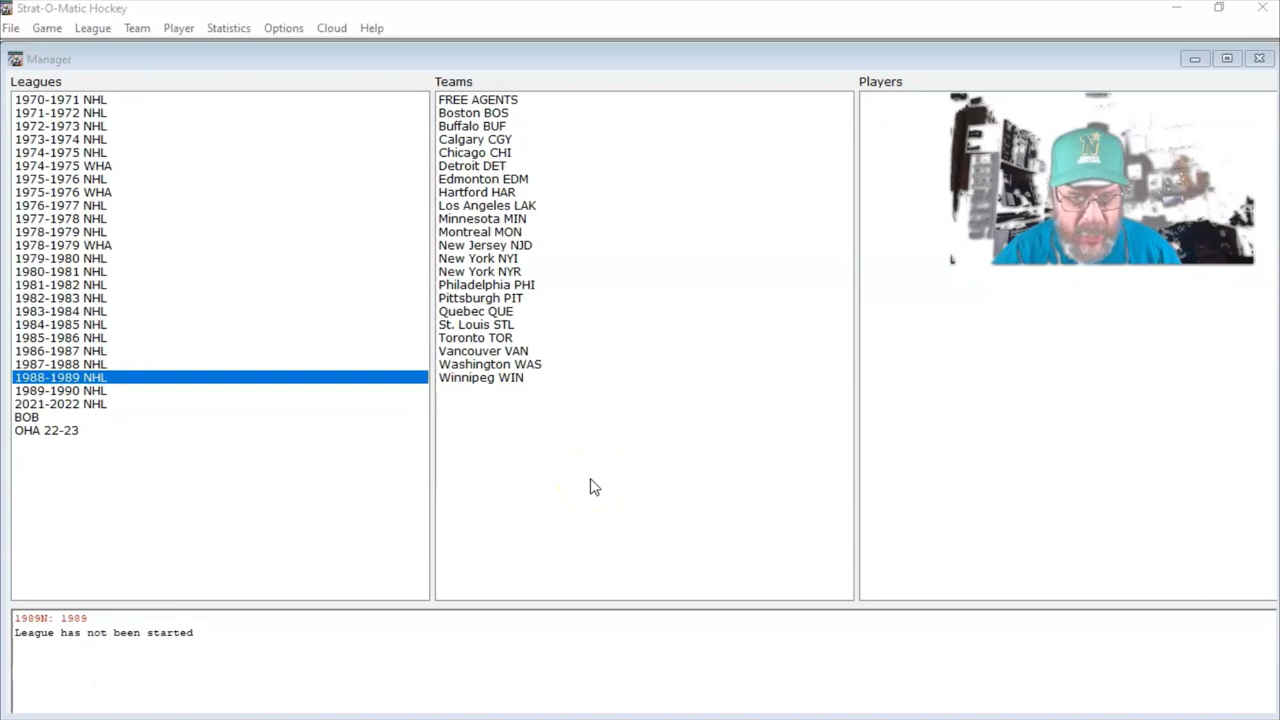 Strat-O-Matic Hockey
File Game League Team Player Statistics Options Cloud Help
Manager
Leagues
1970-1971 NHL
1971-1972 NHL
1972-1973 NHL
1973-1974 NHL
1974-1975 NHL
1974-1975 WHA
1975-1976 NHL
1975-1976 WHA
1976-1977 NHL
1977-1978 NHL
1978-1979 NHL
1978-1979 WHA
1979-1980 NHL
1980-1981 NHL
1981-1982 NHL
1982-1983 NHL
1983-1984 NHL
1984-1985 NHL
1985-1986 NHL
1986-1987 NHL
1987-1988 NHL
1988-1989 NHL
1989-1990 NHL
2021-2022 NHL
BOB
OHA 22-23
Teams
FREE AGENTS
Boston BOS
Buffalo BUF
Calgary CGY
Chicago CHI
Detroit DET
Edmonton EDM
Hartford HAR
Los Angeles LAK
Minnesota MIN
Montreal MON
New Jersey NJD
New York NYI
New York NYR
Philadelphia PHI
Pittsburgh PIT
Quebec QUE
St. Louis STL
Toronto TOR
Vancouver VAN
Washington WAS
Winnipeg WIN
Players
N
1989N: 1989
League has not been started